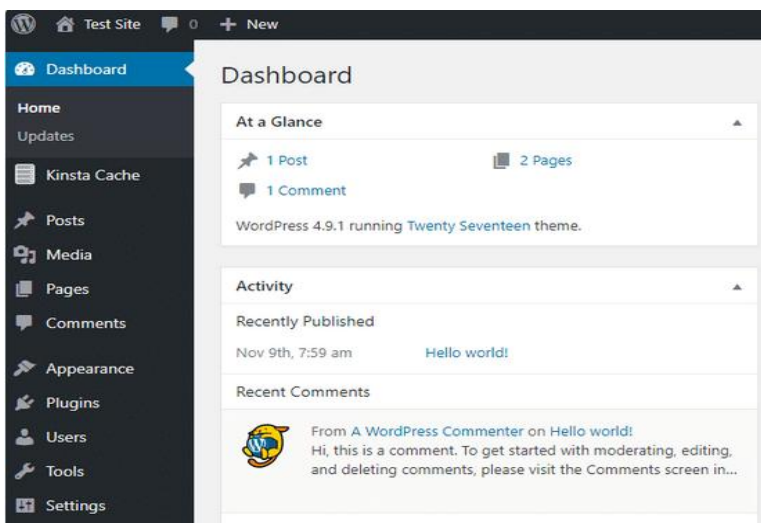 Test Site 0 New
Dashboard
Home
Updates
Kinsta Cache
Posts
Media
Pages
Comments
Appearance
Plugins
Users
Tools
Settings
Dashboard
At a Glance
1 Post 2 Pages
1 Comment
WordPress 4.9.1 running Twenty Seventeen theme.
Activity
Recently Published
Nov 9th, 7:59 am Hello world!
Recent Comments
From A WordPress Commenter on Hello world!
Hi, this is a comment. To get started with moderating, editing,
and deleting comments, please visit the Comments screen in...